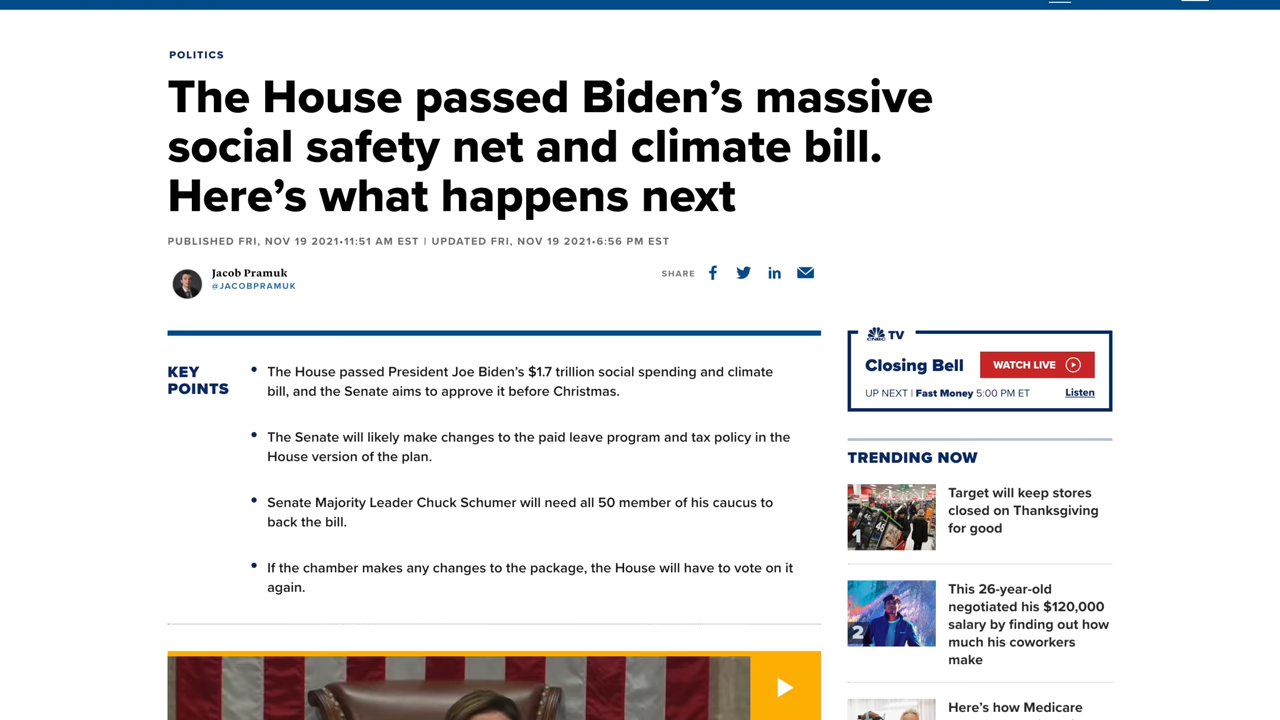 POLITICS
The House passed Biden’s massive
social safety net and climate bill.
Here’s what happens next
PUBLISHED FRI, NOV 19 2021•11:51 AM EST | UPDATED FRI, NOV 19 2021•6:56 PM EST
Jacob Pramuk
@JACOBPRAMUK
SHARE
KEY
POINTS
The House passed President Joe Biden’s $1.7 trillion social spending and climate
bill, and the Senate aims to approve it before Christmas.
The Senate will likely make changes to the paid leave program and tax policy in the
House version of the plan.
Senate Majority Leader Chuck Schumer will need all 50 member of his caucus to
back the bill.
If the chamber makes any changes to the package, the House will have to vote on it
again.
CNBC TV
Closing Bell
WATCH LIVE
UP NEXT | Fast Money 5:00 PM ET
Listen
TRENDING NOW
1
Target will keep stores
closed on Thanksgiving
for good
2
This 26-year-old
negotiated his $120,000
salary by finding out how
much his coworkers
make
Here’s how Medicare